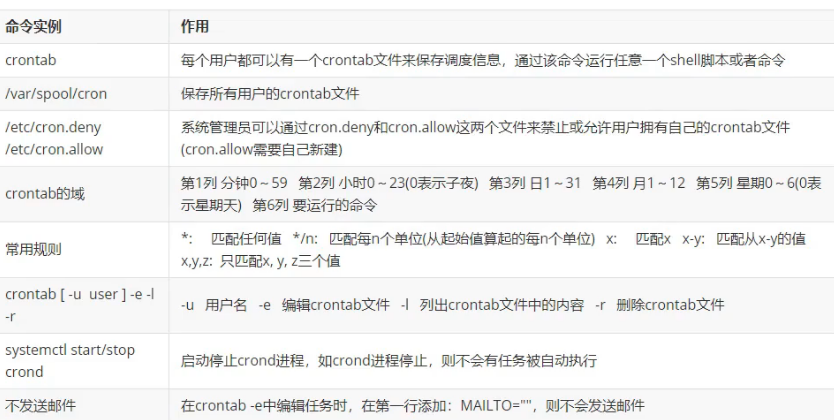 命令实例 作用
crontab 每个用户都可以有一个crontab文件来保存调度信息，通过该命令运行任意一个shell脚本或者命令
/var/spool/cron 保存所有用户的crontab文件
/etc/cron.deny 系统管理员可以通过cron.deny和cron.allow这两个文件来禁止或允许用户拥有自己的crontab文件
/etc/cron.allow (cron.allow需要自己新建)
crontab的域 第1列 分钟0～59 第2列 小时0～23(0表示子夜) 第3列 日1～31 第4列 月1～12 第5列 星期0～6(0表
示星期天) 第6列 要运行的命令
常用规则 *: 匹配任何值 */n: 匹配每n个单位(从起始值算起的每n个单位) x: 匹配x x-y: 匹配从x-y的值
x,y,z: 只匹配x, y, z三个值
crontab [ -u user ] -e -l
-r
-u 用户名 -e 编辑crontab文件 -l 列出crontab文件中的内容 -r 删除crontab文件
systemctl start/stop
crond
启动停止crond进程，如crond进程停止，则不会有任务被自动执行
不发送邮件 在crontab -e中编辑任务时，在第一行添加：MAILTO=""，则不会发送邮件